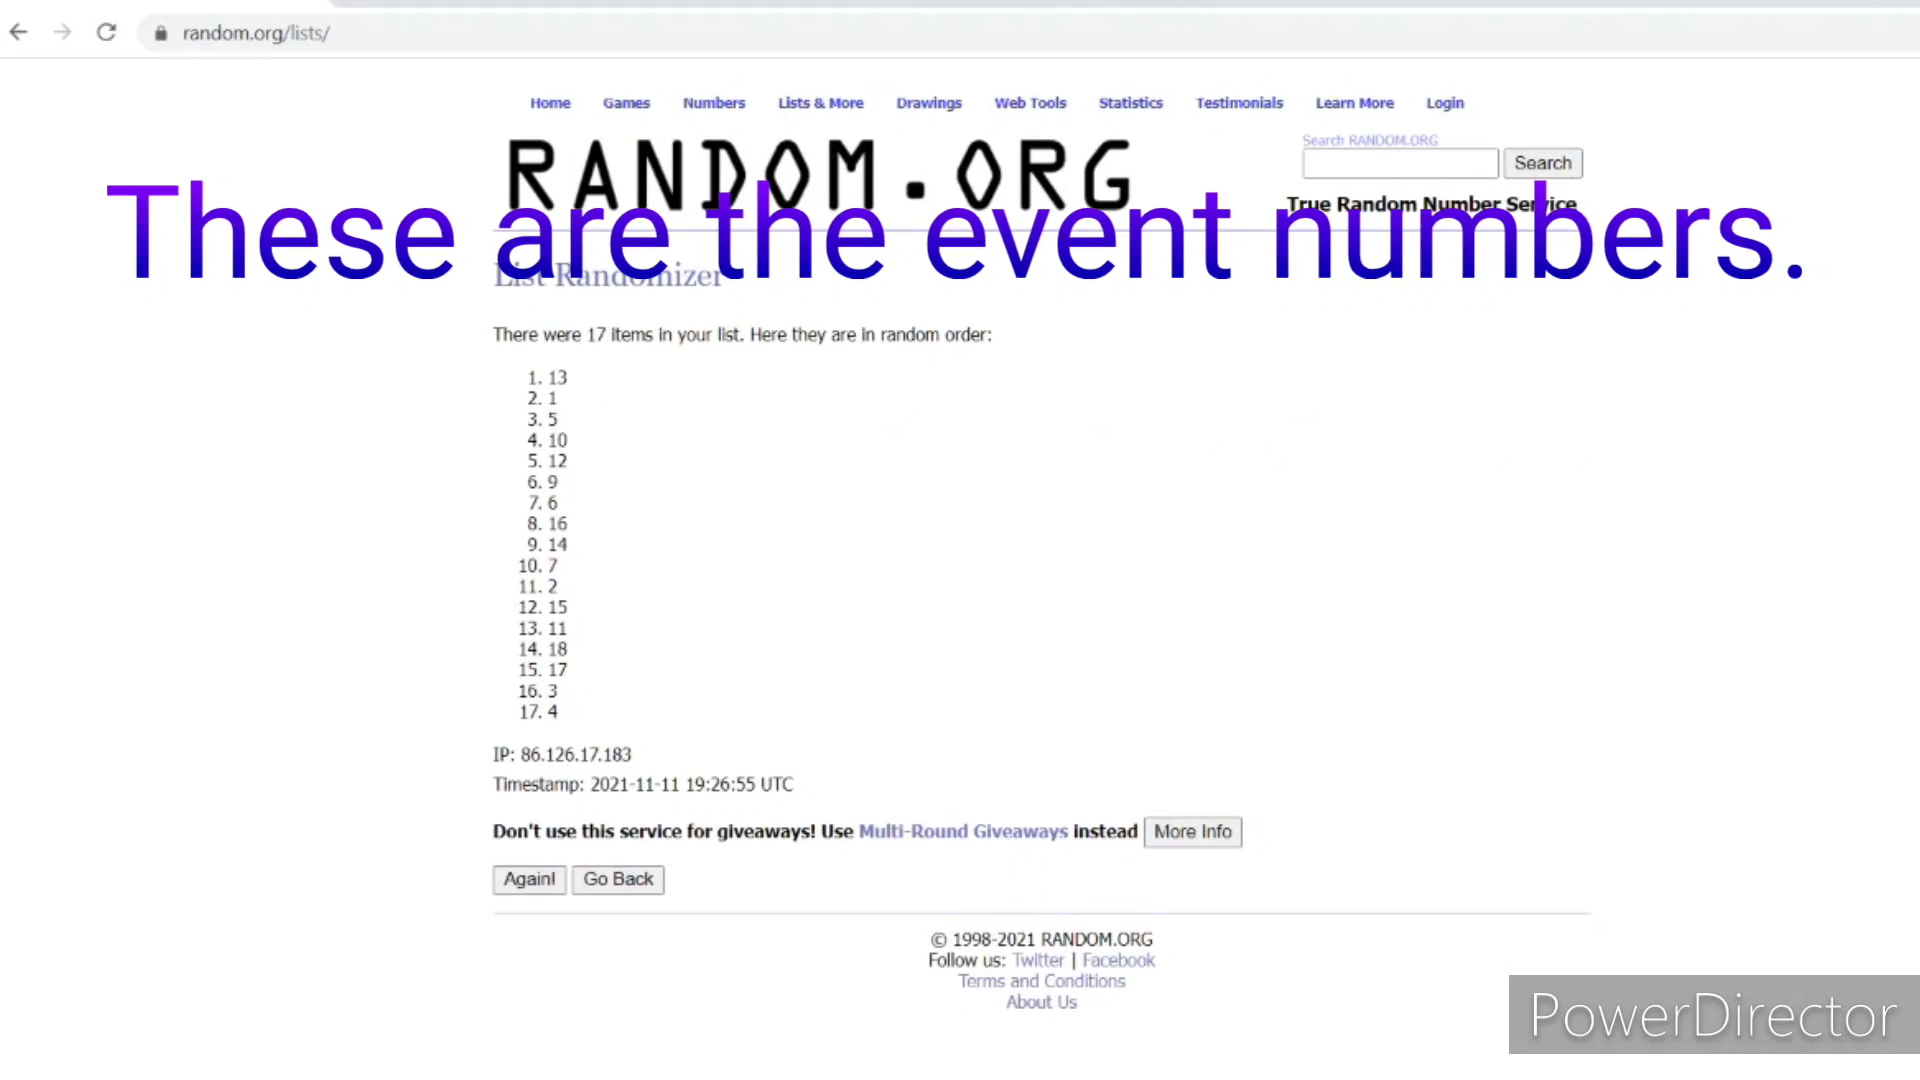 random.org/lists/
Home Games Numbers Lists & More Drawings Web Tools Statistics Testimonials Learn More Login
RANDOM.ORG
Search RANDOM.ORG
Search
True Random Number Service
These are the event numbers.
List Randomizer
There were 17 items in your list. Here they are in random order:
1. 13
2. 1
3. 5
4. 10
5. 12
6. 9
7. 6
8. 16
9. 14
10. 7
11. 2
12. 15
13. 11
14. 18
15. 17
16. 3
17. 4
IP: 86.126.17.183
Timestamp: 2021-11-11 19:26:55 UTC
Don't use this service for giveaways! Use Multi-Round Giveaways instead More Info
Again! Go Back
© 1998-2021 RANDOM.ORG
Follow us: Twitter | Facebook
Terms and Conditions
About Us
PowerDirector